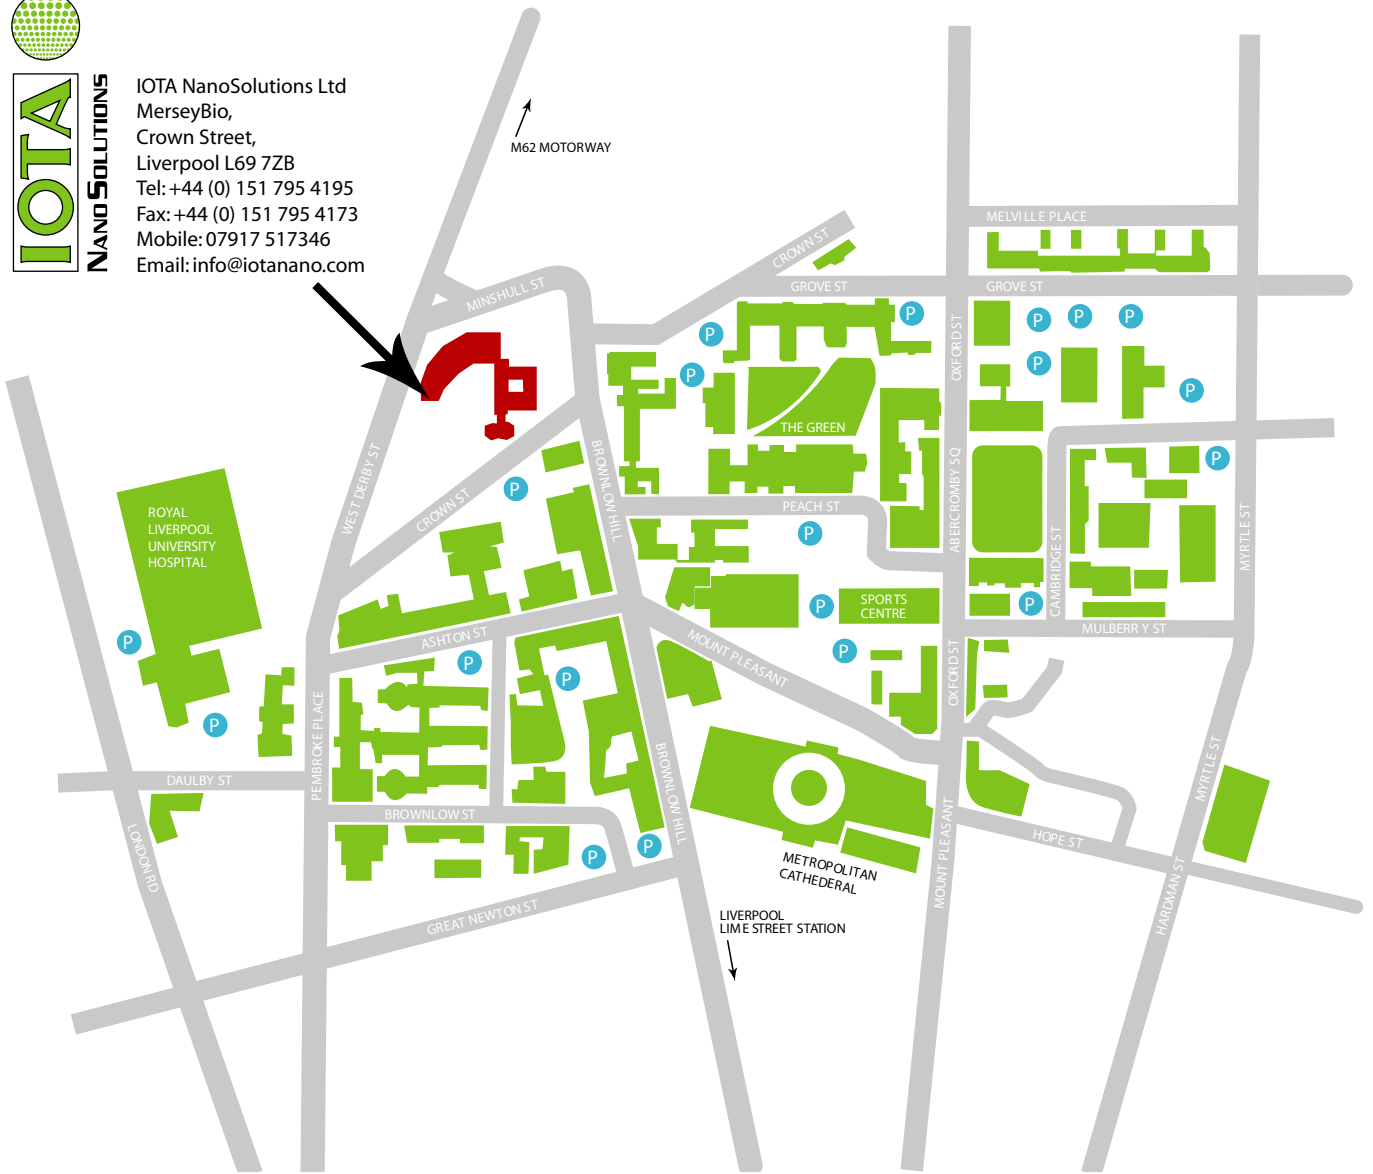 IOTA
NANOSOLUTIONS
IOTA NanoSolutions Ltd
MerseyBio,
Crown Street,
Liverpool L69 7ZB
Tel: +44 (0) 151 795 4195
Fax: +44 (0) 151 795 4173
Mobile: 07917 517346
Email: info@iotanano.com
M62 MOTORWAY
MELVILLE PLACE
CROWN ST
MINSHULL ST
GROVE ST
GROVE ST
P
P
P
P
P
P
OXFORD ST
P
P
P
THE GREEN
WEST DERBY ST
BROWNLOW HILL
P
CROWN ST
P
ABERCROMBY SQ
PEACH ST
MYRTLE ST
ROYAL
LIVERPOOL
UNIVERSITY
HOSPITAL
P
CAMBRIDGE ST
SPORTS
CENTRE
P
P
MULBERR Y ST
ASHTON ST
P
MOUNT PLEASANT
P
P
P
OXFORD ST
P
PEMBROKE PLACE
MYRTLE ST
DAULBY ST
BROWNLOW HILL
BROWNLOW ST
HOPE ST
P
P
LONDON RD
METROPOLITAN
CATHEDERAL
MOUNT PLEASANT
HARDMAN ST
GREAT NEWTON ST
LIVERPOOL
LIME STREET STATION